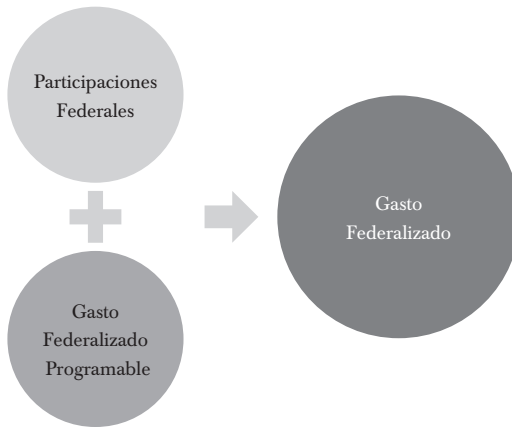 Participaciones
Federales
Gasto
Federalizado
Programable
Gasto
Federalizado